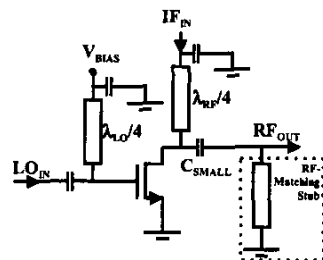 IF_IN
V_BIAS
λ_RF/4
λ_LO/4
RF_OUT
LO_IN
C_SMALL
RF-
Matching
Stub